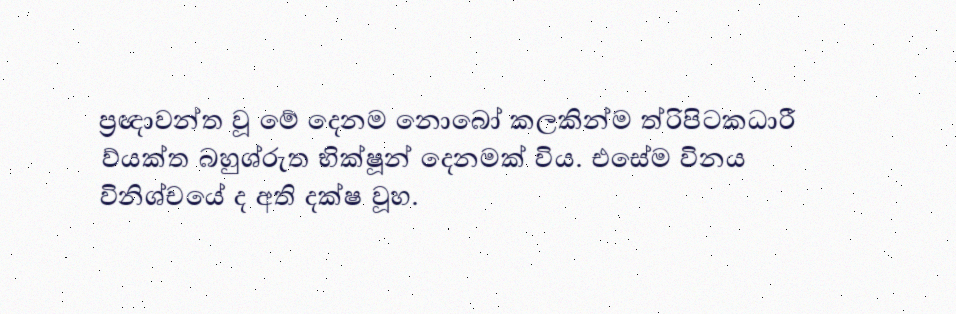 ප්‍රඥාවන්ත වූ මේ දෙනම නොබෝ කලකින්ම ත්රිපිටකධාරී
ව්යක්ත බහුශ්රුත භික්ෂූන් දෙනමක් විය. එසේම විනය
විනිශ්චයේ ද අති දක්ෂ වූහ.